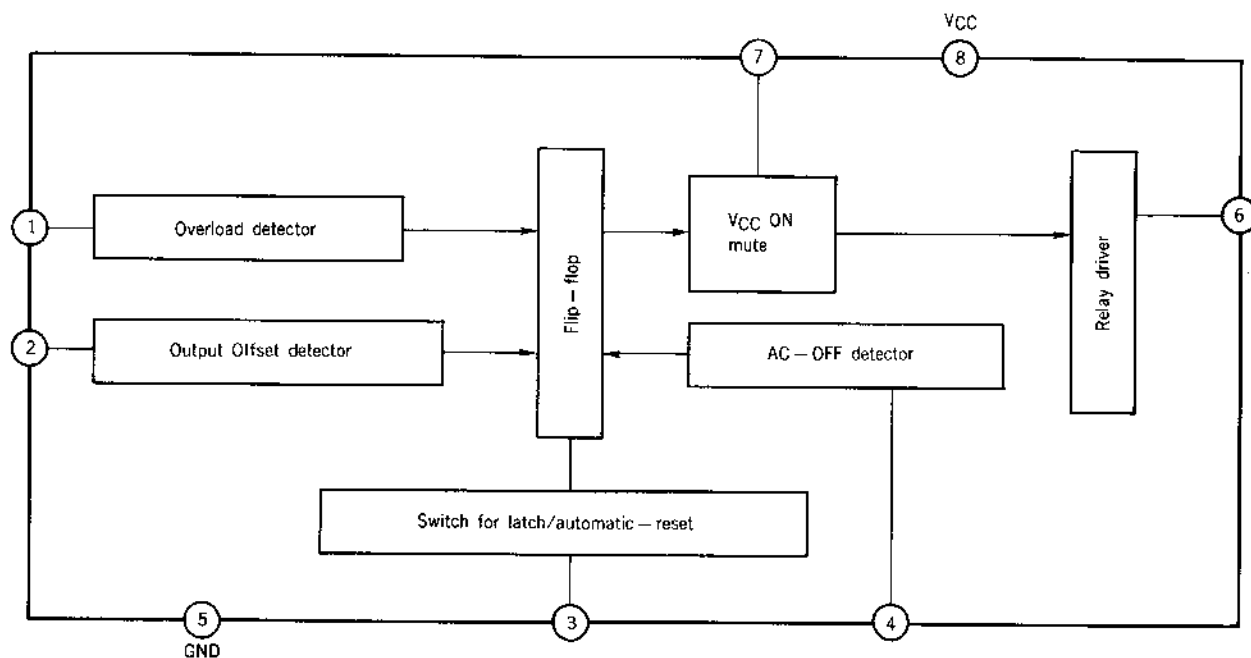 VCC
7
8
1
Overload detector
Flip–flop
VCC ON
mute
Relay driver
6
2
Output Olfset detector
AC–OFF detector
Switch for latch/automatic–reset
5
GND
3
4